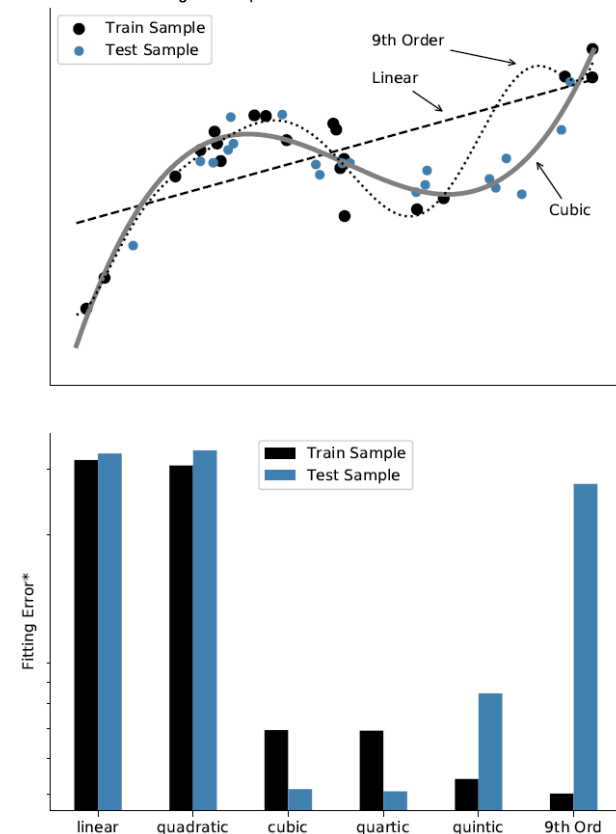 Train Sample
Test Sample
9th Order
Linear
Cubic
Train Sample
Test Sample
Fitting Error*
linear
quadratic
cubic
quartic
quintic
9th Ord